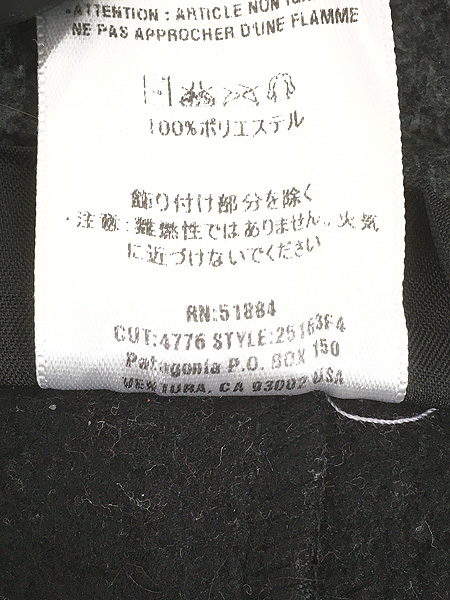 ATTENTION : ARTICLE NON
NE PAS APPROCHER D'UNE FLAMME
100%ポリエステル
飾り付け部分を除く
・注意:難燃性ではありません。火気
に近づけないでください
RN:51884
CUT:4776 STYLE:25163F4
Patagonia P.O. BOX 150
VENTURA, CA 93002 USA